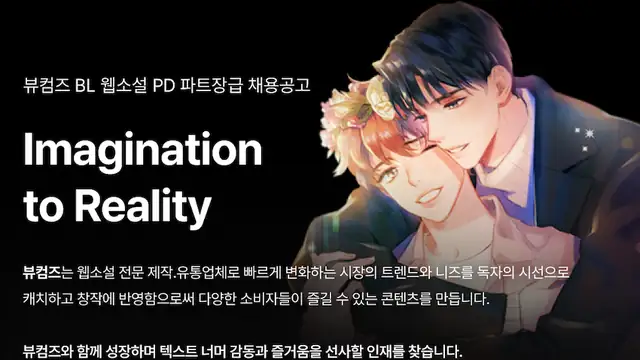 뷰컴즈 BL 웹소설 PD 파트장급 채용공고
Imagination
to Reality
뷰컴즈는 웹소설 전문 제작.유통업체로 빠르게 변화하는 시장의 트렌드와 니즈를 독자의 시선으로
캐치하고 창작에 반영함으로써 다양한 소비자들이 즐길 수 있는 콘텐츠를 만듭니다.
뷰컴즈와 함께 성장하며 텍스트 너머 감동과 즐거움을 선사할 인재를 찾습니다.